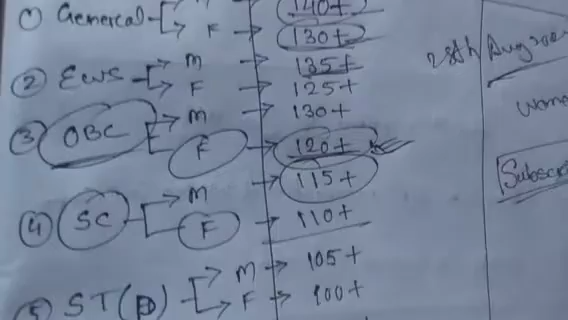 ① General M → 140+
F → 130+
② EWS M → 135+
F → 125+
③ OBC M → 130+
F → 120+
④ SC M → 115+
F → 110+
⑤ ST(P) M → 105+
F → 100+
28th Aug
Subscr